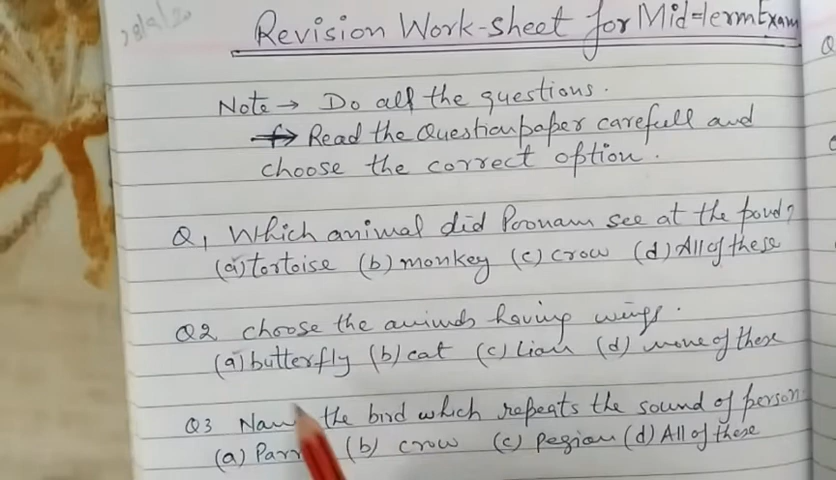 Revision Work-sheet for Mid-term Exam
Note → Do all the questions.
→ Read the Question paper carefull and
choose the correct option.
Q1 Which animal did Poonam see at the pond?
(a) tortoise (b) monkey (c) crow (d) All of these
Q2 choose the animals having wings.
(a) butterfly (b) cat (c) Lion (d) none of these
Q3 the bird which repeats the sound of person.
(a) (b) crow (c) pegion (d) All of these
Q